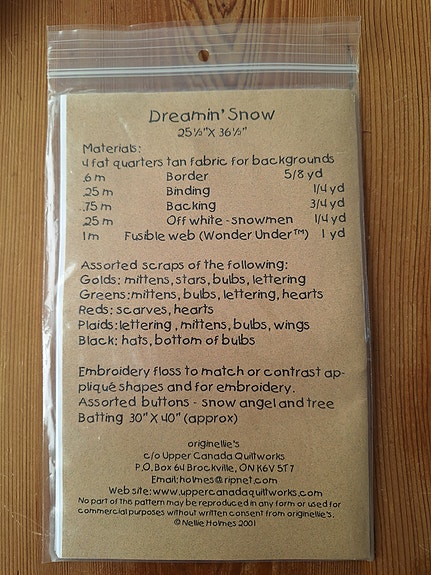 Dreamin' Snow
25½"X 36½"
Materials:
4 fat quarters tan fabric for backgrounds
.6 m Border 5/8 yd
.25 m Binding 1/4 yd
.75 m Backing 3/4 yd
.25 m Off white - snowmen 1/4 yd
1 m Fusible web (Wonder Under™) 1 yd
Assorted scraps of the following:
Golds: mittens, stars, bulbs, lettering
Greens: mittens, bulbs, lettering, hearts
Reds: scarves, hearts
Plaids: lettering, mittens, bulbs, wings
Black: hats, bottom of bulbs
Embroidery floss to match or contrast ap-
pliqué shapes and for embroidery.
Assorted buttons - snow angel and tree
Batting 30" X 40" (approx)
originellie's
c/o Upper Canada Quiltworks
P.O. Box 64 Brockville, ON K6V 5T7
Email: holmes@ripnet.com
Web site: www.uppercanadaquiltworks.com
No part of this pattern may be reproduced in any form or used for
commercial purposes without written consent from originellie's.
© Nellie Holmes 2001